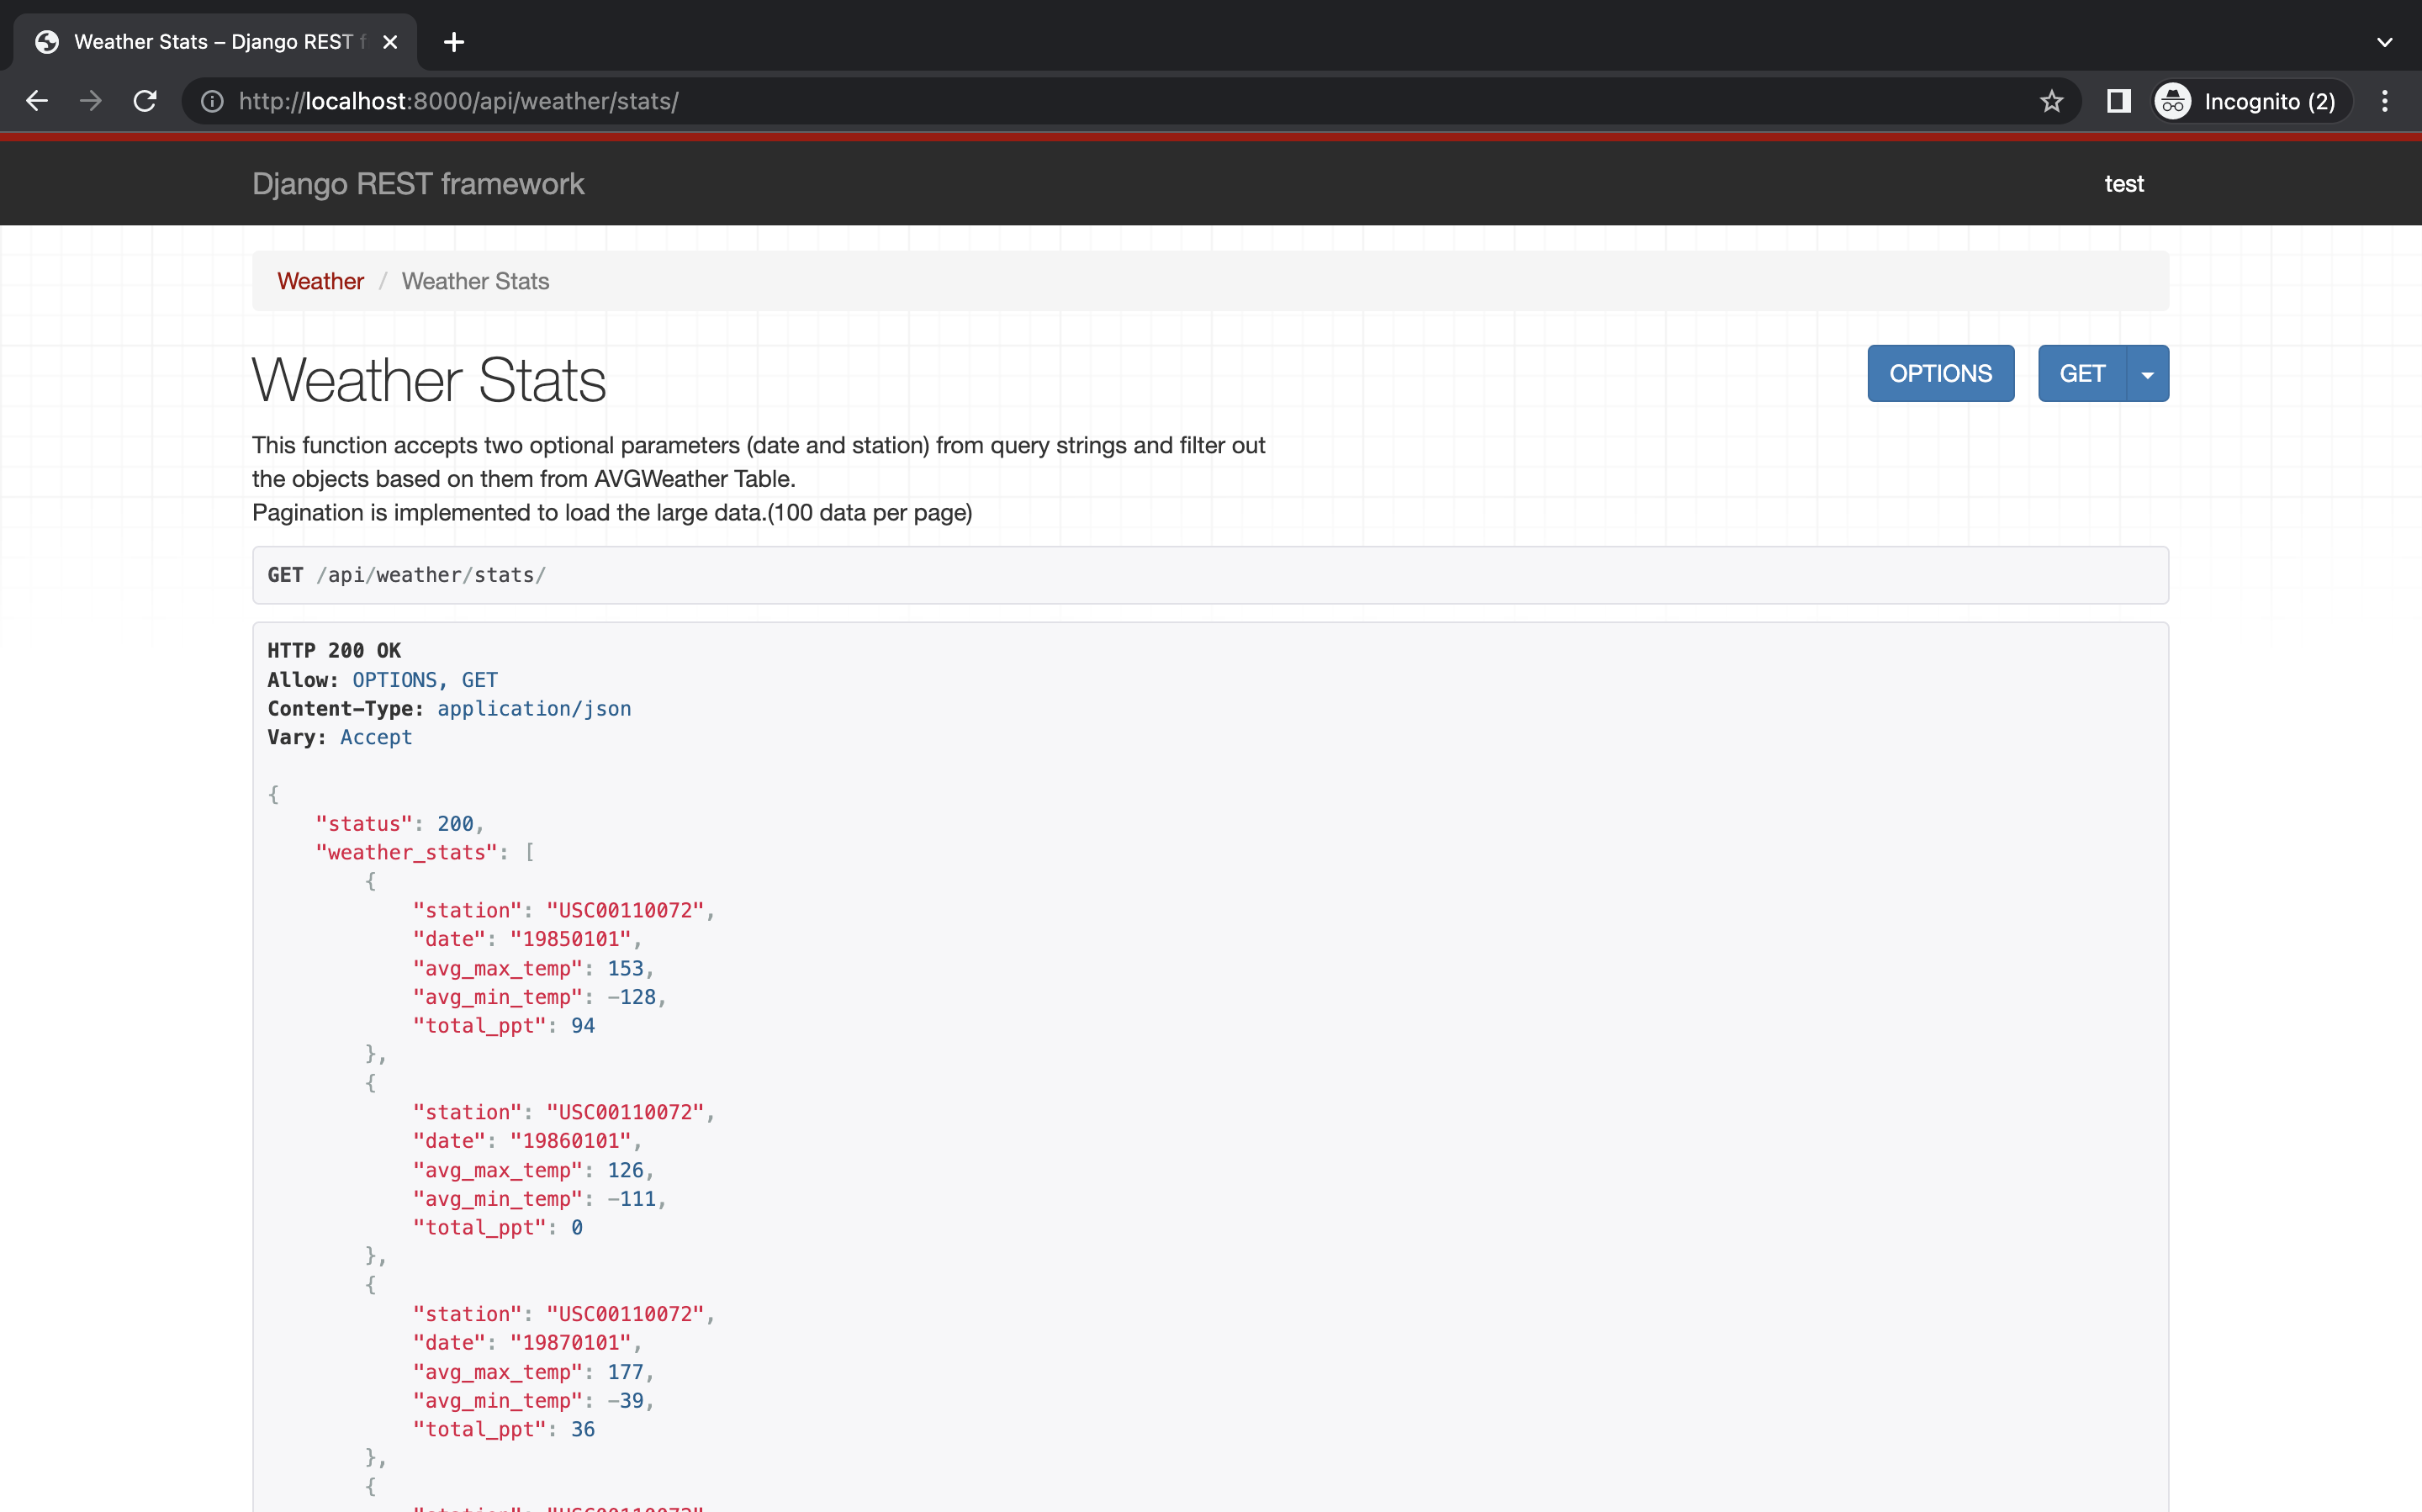 Weather Stats – Django REST f
http://localhost:8000/api/weather/stats/
Incognito (2)
Django REST framework
test
Weather / Weather Stats
Weather Stats
OPTIONS
GET
This function accepts two optional parameters (date and station) from query strings and filter out
the objects based on them from AVGWeather Table.
Pagination is implemented to load the large data.(100 data per page)
GET /api/weather/stats/
HTTP 200 OK
Allow: OPTIONS, GET
Content-Type: application/json
Vary: Accept
{
    "status": 200,
    "weather_stats": [
        {
            "station": "USC00110072",
            "date": "19850101",
            "avg_max_temp": 153,
            "avg_min_temp": -128,
            "total_ppt": 94
        },
        {
            "station": "USC00110072",
            "date": "19860101",
            "avg_max_temp": 126,
            "avg_min_temp": -111,
            "total_ppt": 0
        },
        {
            "station": "USC00110072",
            "date": "19870101",
            "avg_max_temp": 177,
            "avg_min_temp": -39,
            "total_ppt": 36
        },
        {